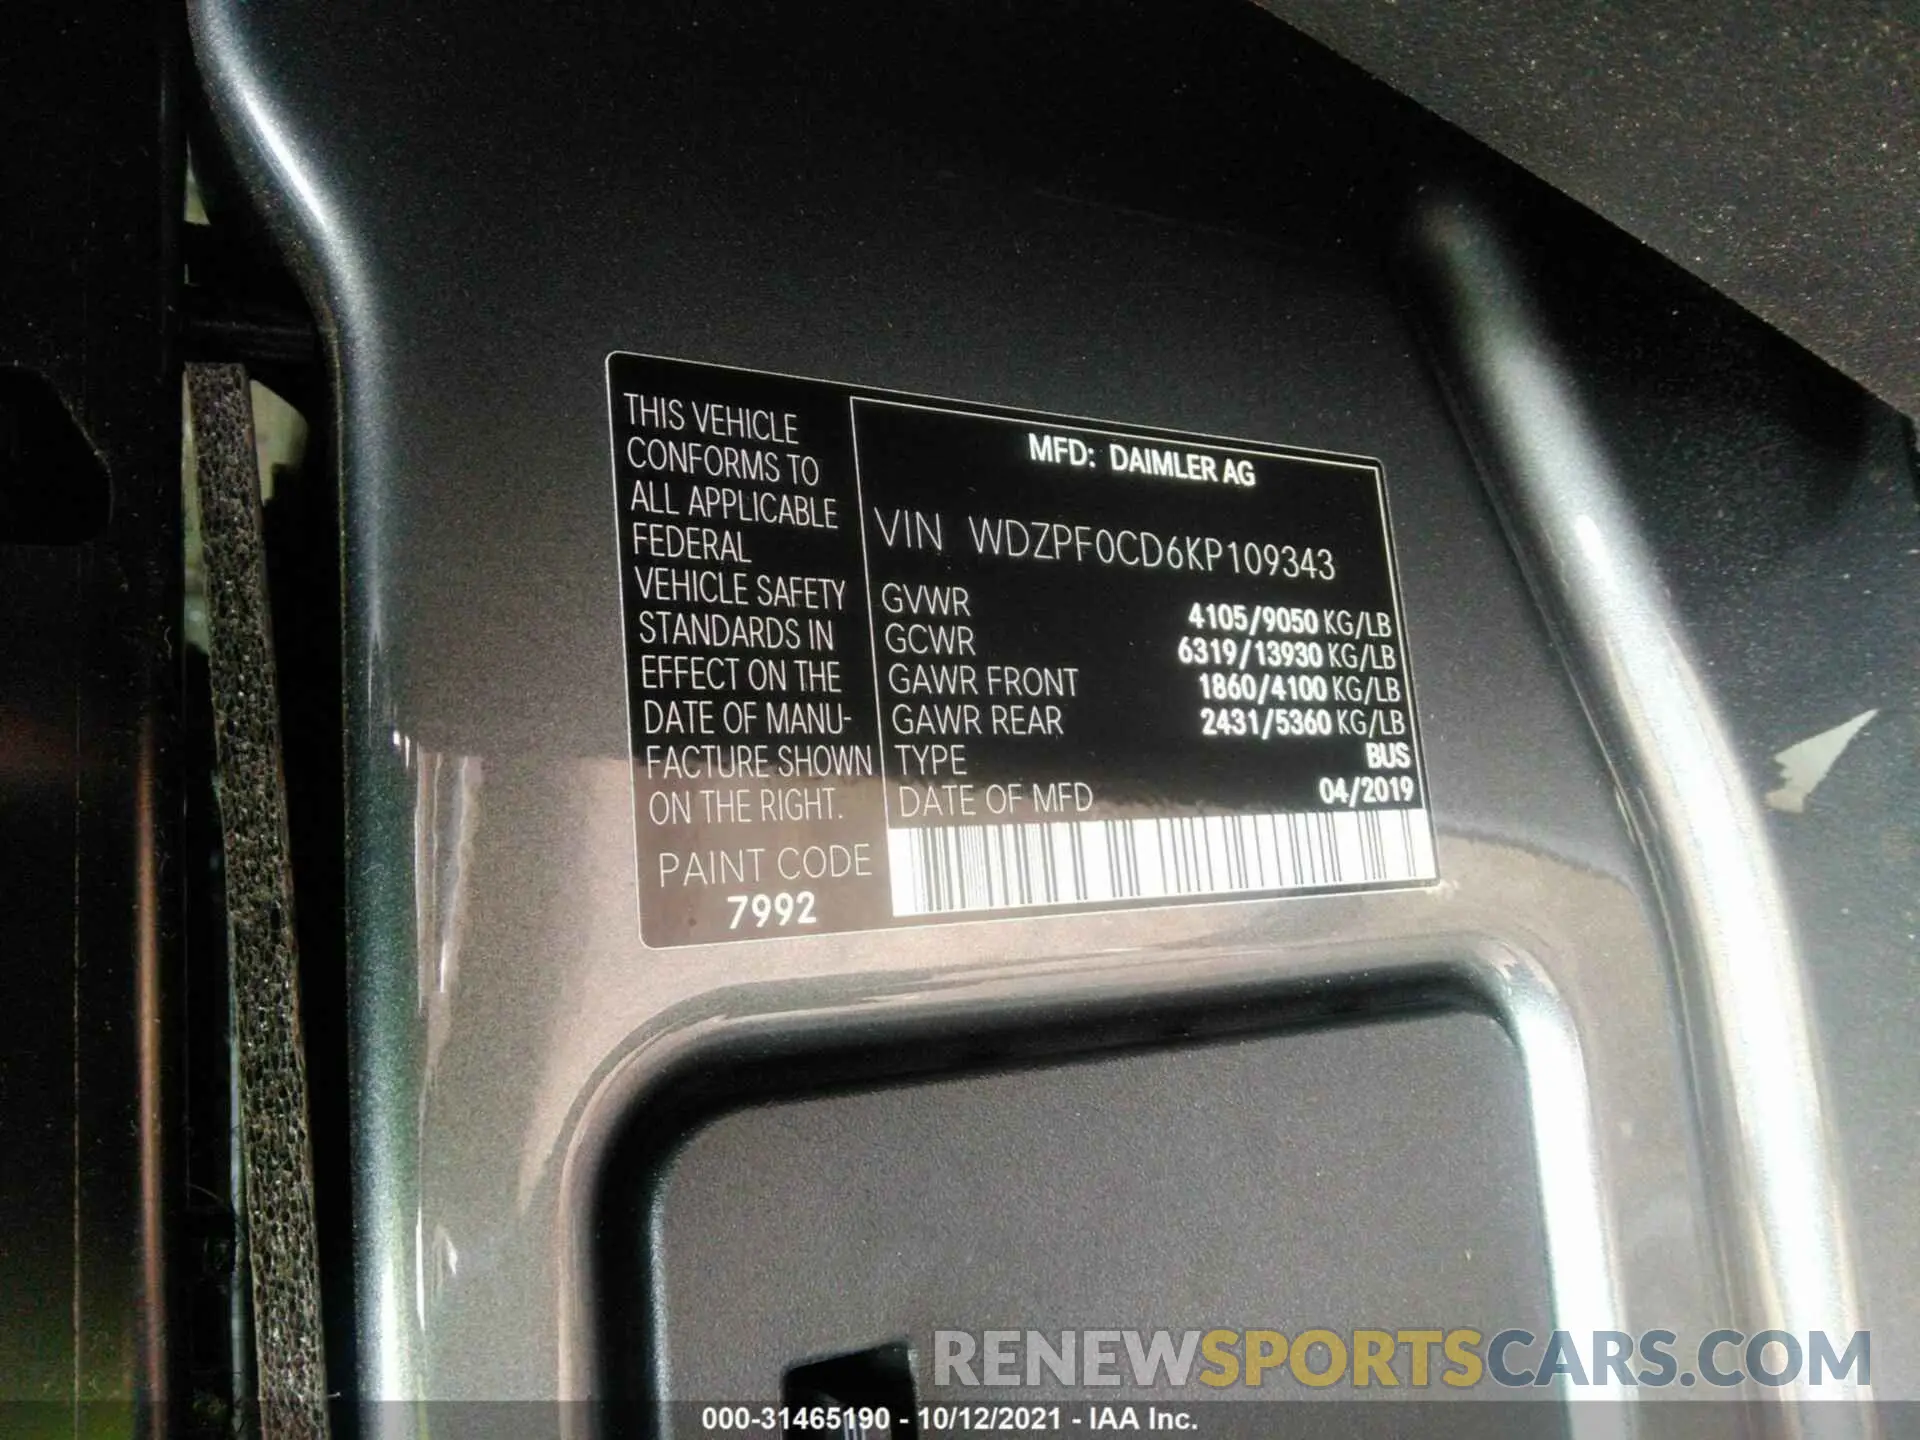 THIS VEHICLE
CONFORMS TO
ALL APPLICABLE
FEDERAL
VEHICLE SAFETY
STANDARDS IN
EFFECT ON THE
DATE OF MANU-
FACTURE SHOWN
ON THE RIGHT.
PAINT CODE
7992
MFD: DAIMLER AG
VIN WDZPF0CD6KP109343
GVWR 4105/9050 KG/LB
GCWR 6319/13930 KG/LB
GAWR FRONT 1860/4100 KG/LB
GAWR REAR 2431/5360 KG/LB
TYPE BUS
DATE OF MFD 04/2019
RENEWSPORTSCARS.COM
000-31465190 - 10/12/2021 - IAA Inc.